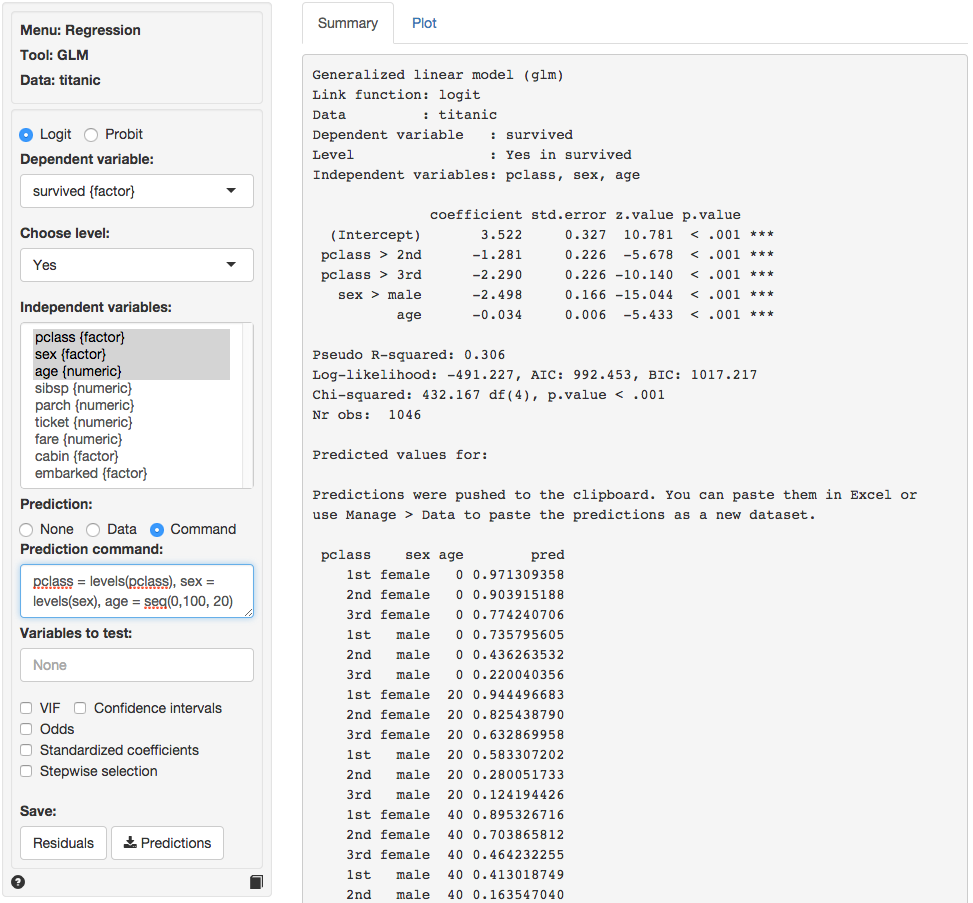 Menu: Regression
Tool: GLM
Data: titanic
Logit Probit
Dependent variable:
survived {factor}
Choose level:
Yes
Independent variables:
pclass {factor}
sex {factor}
age {numeric}
sibsp {numeric}
parch {numeric}
ticket {numeric}
fare {numeric}
cabin {factor}
embarked {factor}
Prediction:
None Data Command
Prediction command:
pclass = levels(pclass), sex =
levels(sex), age = seq(0,100, 20)
Variables to test:
None
VIF Confidence intervals
Odds
Standardized coefficients
Stepwise selection
Save:
Residuals Predictions
?
Summary Plot
Generalized linear model (glm)
Link function: logit
Data : titanic
Dependent variable : survived
Level : Yes in survived
Independent variables: pclass, sex, age
coefficient std.error z.value p.value
(Intercept) 3.522 0.327 10.781 < .001 ***
pclass > 2nd -1.281 0.226 -5.678 < .001 ***
pclass > 3rd -2.290 0.226 -10.140 < .001 ***
sex > male -2.498 0.166 -15.044 < .001 ***
age -0.034 0.006 -5.433 < .001 ***
Pseudo R-squared: 0.306
Log-likelihood: -491.227, AIC: 992.453, BIC: 1017.217
Chi-squared: 432.167 df(4), p.value < .001
Nr obs: 1046
Predicted values for:
Predictions were pushed to the clipboard. You can paste them in Excel or
use Manage > Data to paste the predictions as a new dataset.
pclass sex age pred
1st female 0 0.971309358
2nd female 0 0.903915188
3rd female 0 0.774240706
1st male 0 0.735795605
2nd male 0 0.436263532
3rd male 0 0.220040356
1st female 20 0.944496683
2nd female 20 0.825438790
3rd female 20 0.632869958
1st male 20 0.583307202
2nd male 20 0.280051733
3rd male 20 0.124194426
1st female 40 0.895326716
2nd female 40 0.703865812
3rd female 40 0.464232255
1st male 40 0.413018749
2nd male 40 0.163547040